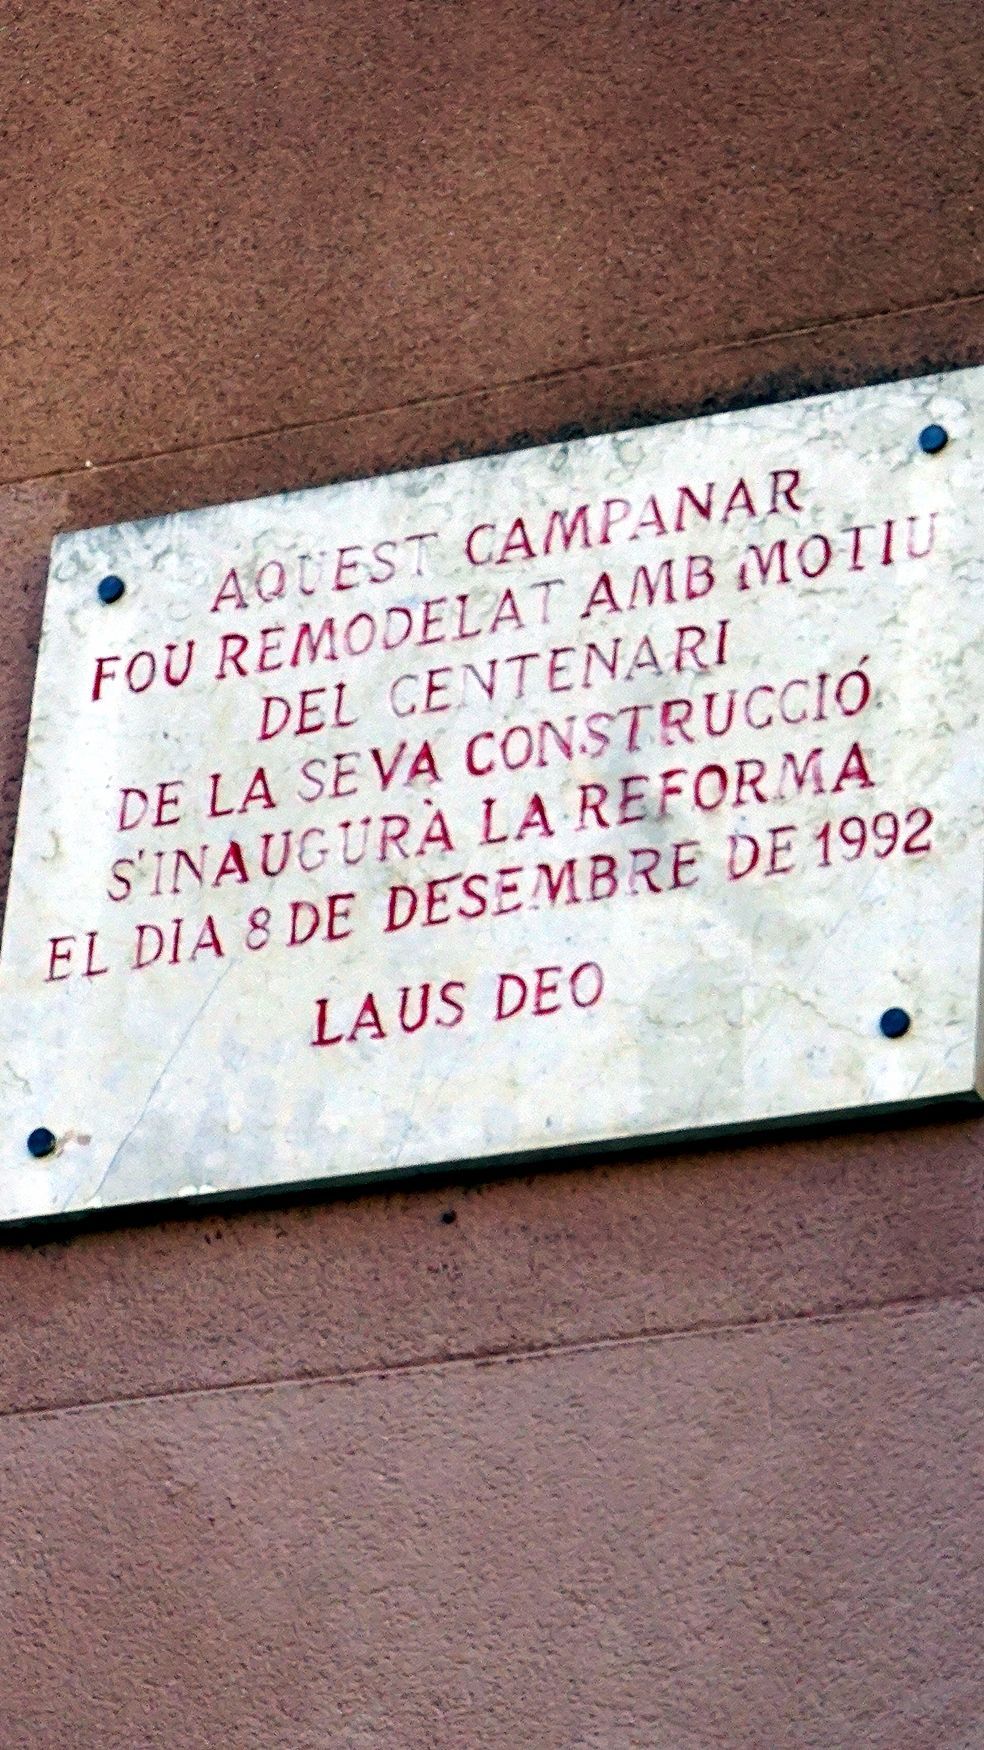 AQUEST CAMPANAR
FOU REMODELAT AMB MOTIU
DEL CENTENARI
DE LA SEVA CONSTRUCCIÓ
S'INAUGURÀ LA REFORMA
EL DIA 8 DE DESEMBRE DE 1992
LAUS DEO